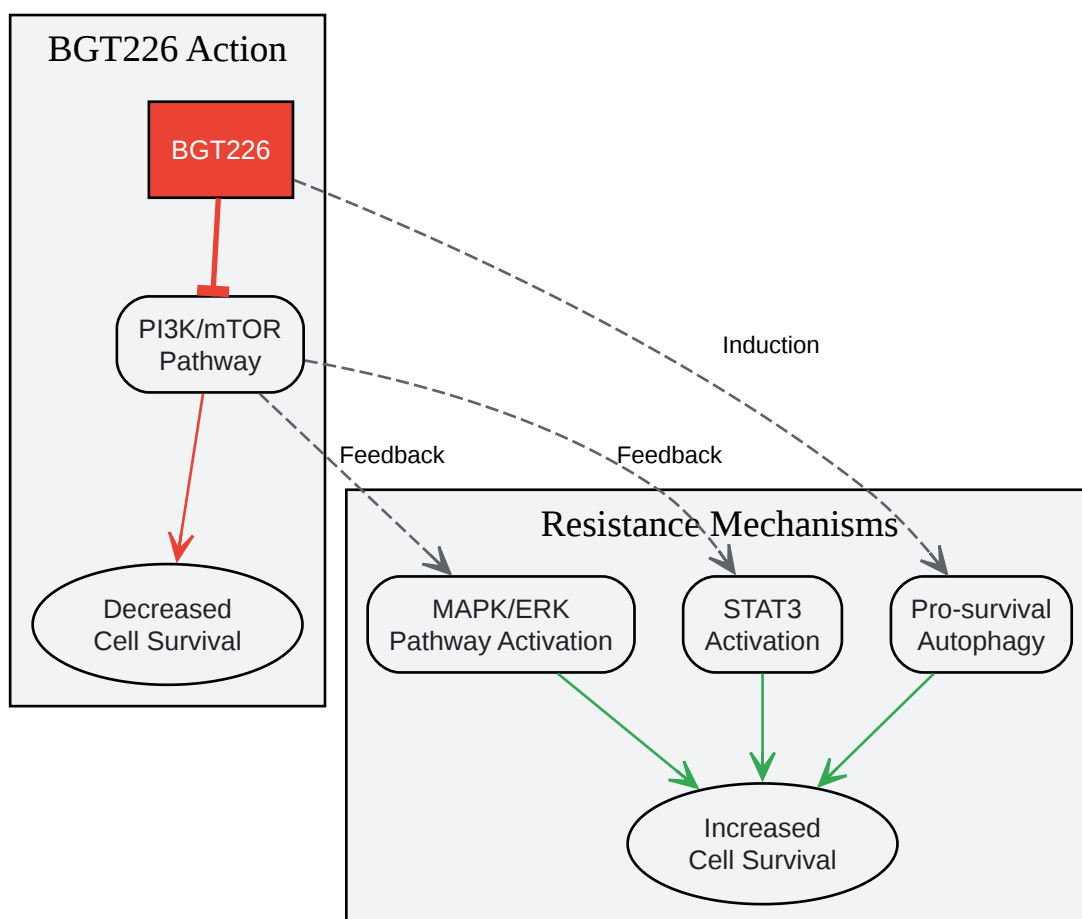 BGT226 Action
BGT226
PI3K/mTOR
Pathway
Induction
Feedback
Feedback
Resistance Mechanisms
Decreased
Cell Survival
MAPK/ERK
Pathway Activation
STAT3
Activation
Pro-survival
Autophagy
Increased
Cell Survival